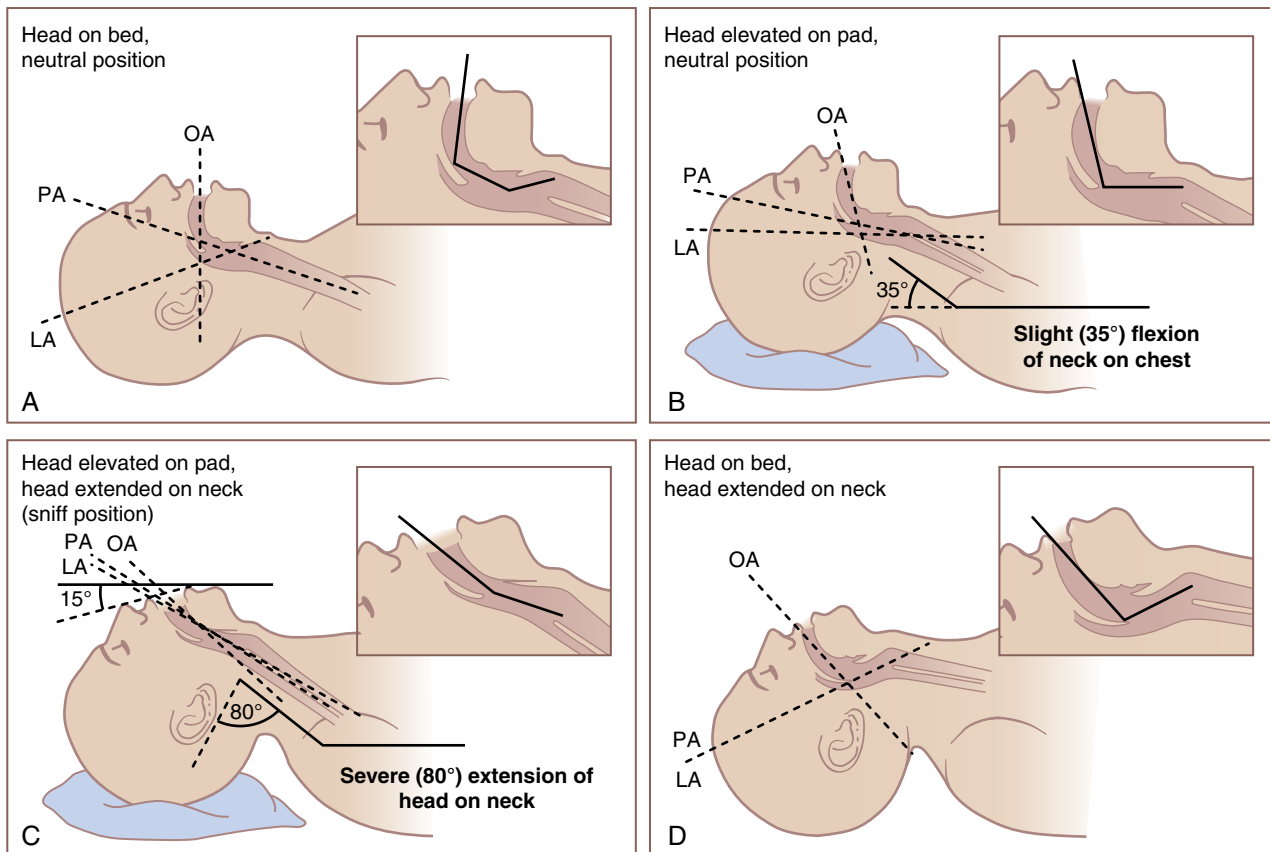 Head on bed,
neutral position
OA
PA
LA
A
Head elevated on pad,
neutral position
OA
PA
LA
35°
Slight (35°) flexion
of neck on chest
B
Head elevated on pad,
head extended on neck
(sniff position)
PA OA
LA
15°
80°
Severe (80°) extension of
head on neck
C
Head on bed,
head extended on neck
OA
PA
LA
D